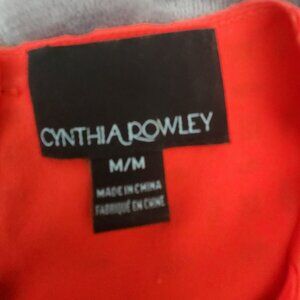 CYNTHIA ROWLEY
M/M
MADE IN CHINA
FABRIQUÉ EN CHINE